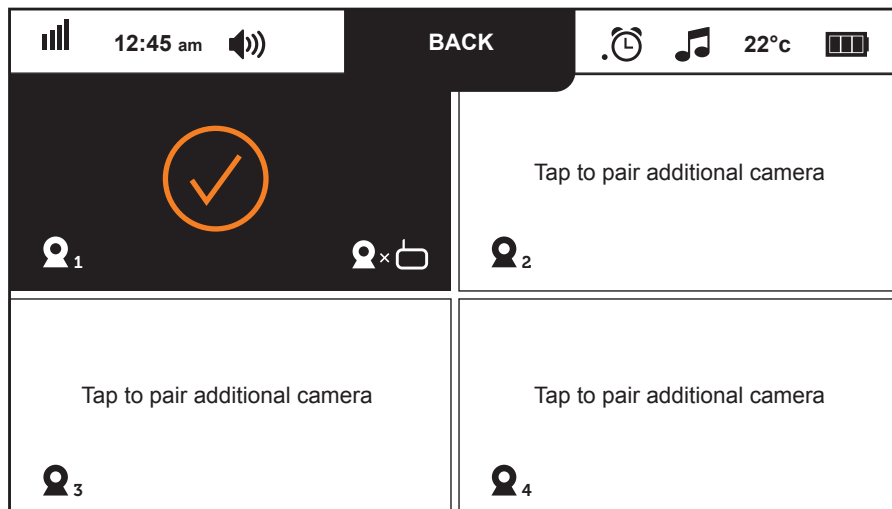 12:45 am BACK 22°c
Tap to pair additional camera
1 2
Tap to pair additional camera Tap to pair additional camera
3 4